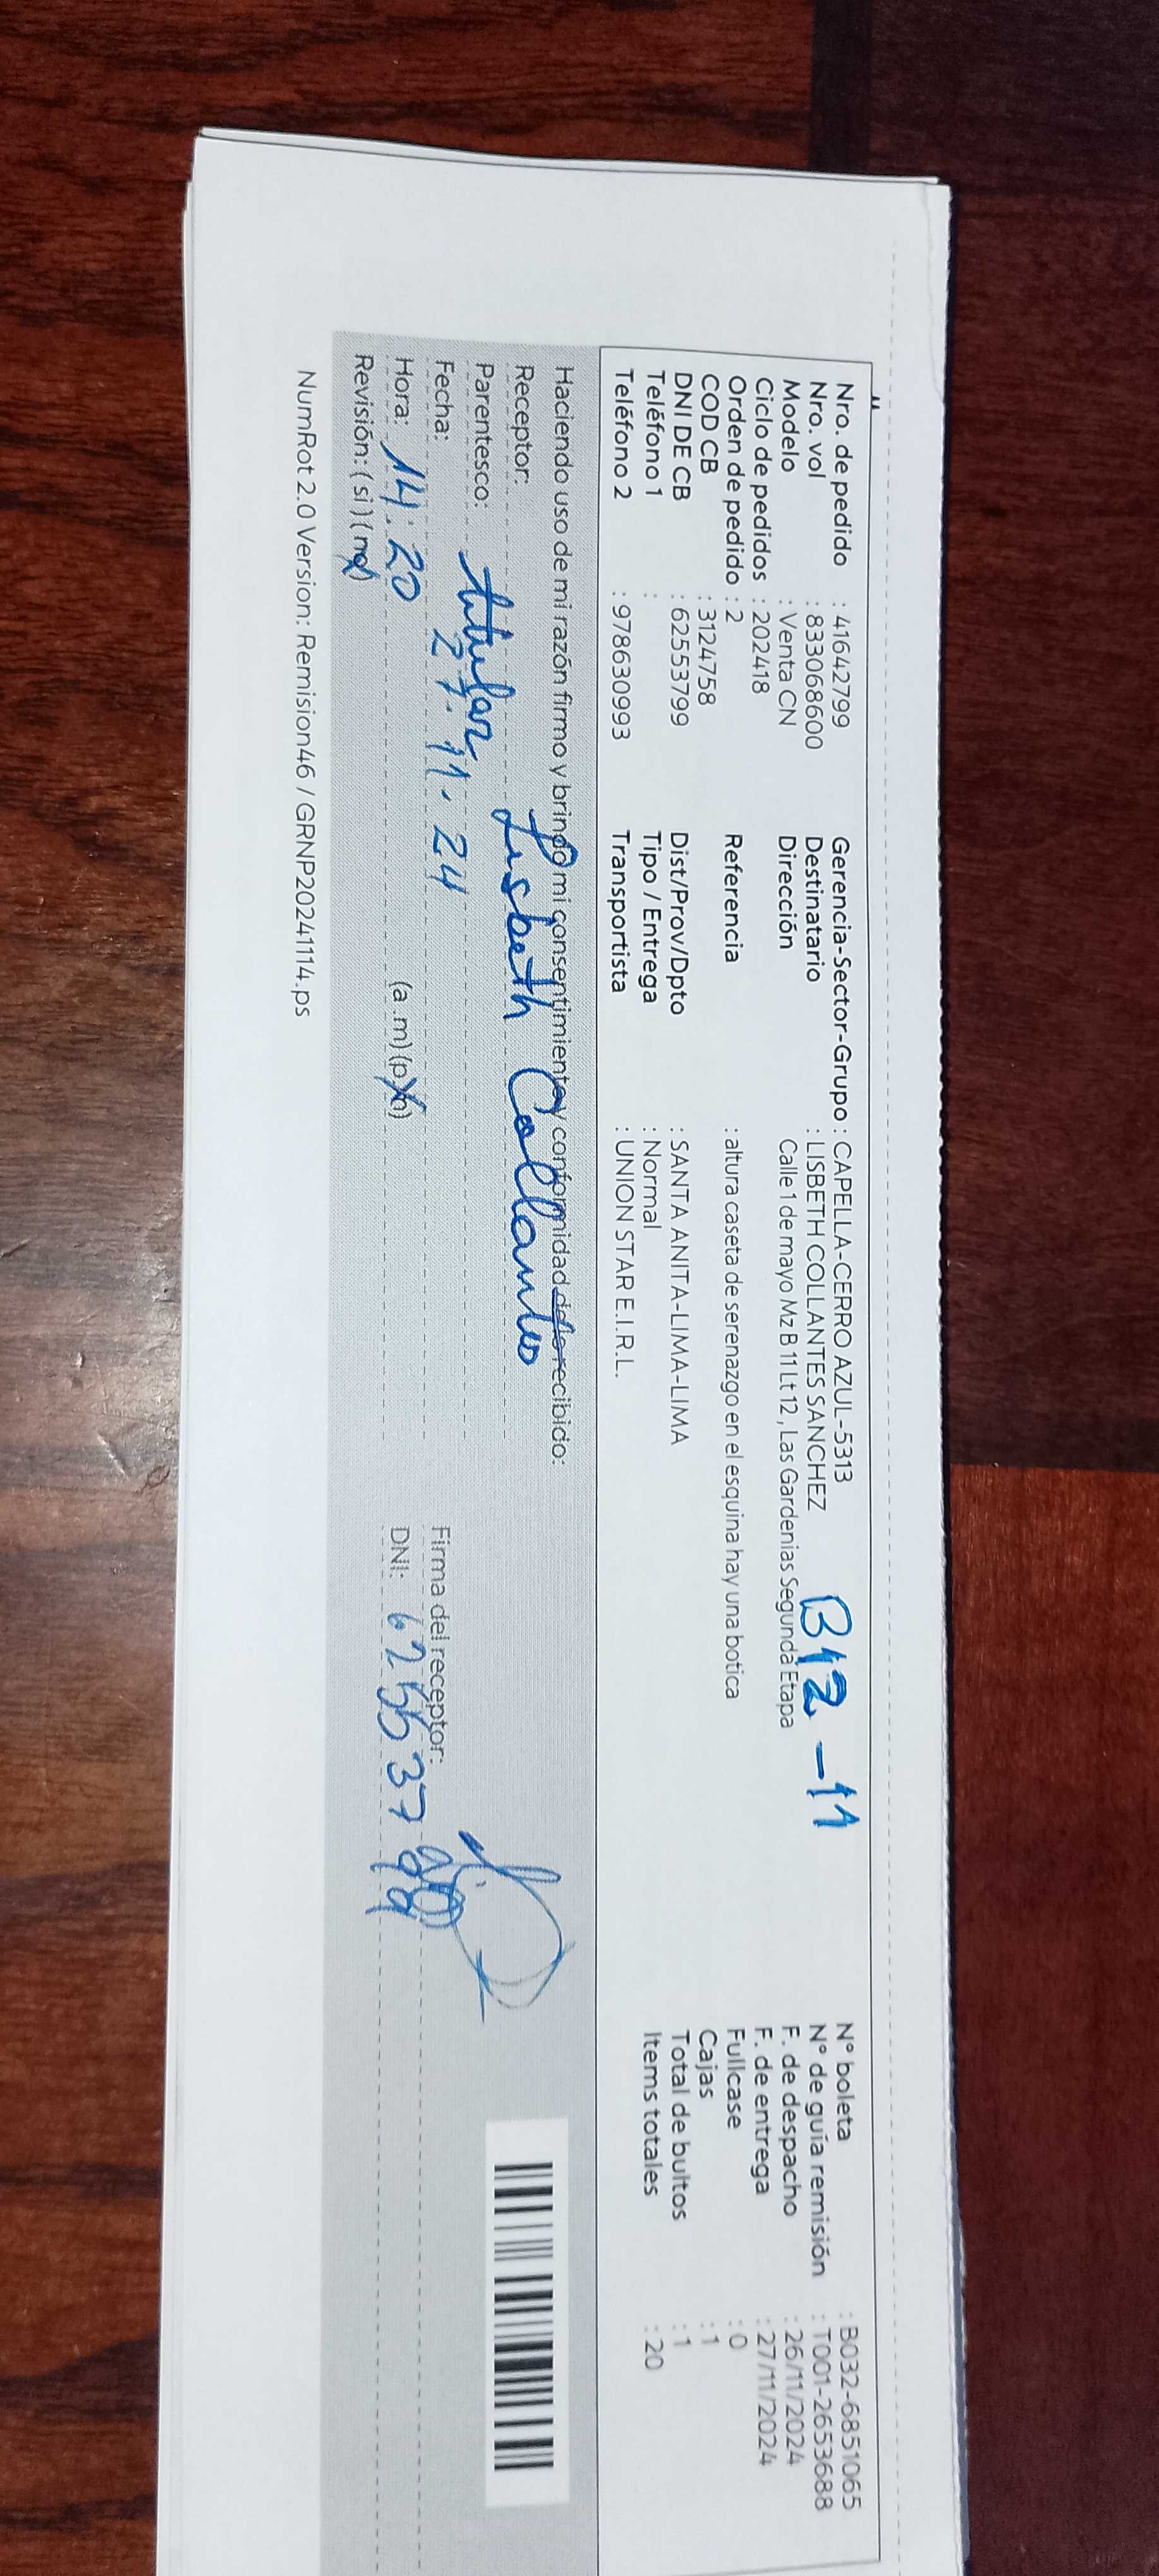 Nro. de pedido : 41642799 Gerencia-Sector-Grupo : CAPELLA-CERRO AZUL-5313 N° boleta : B032-6851065
Nro. vol : 833068600 Destinatario : LISBETH COLLANTES SANCHEZ B12-11 N° de guía remisión : T001-2653688
Modelo : Venta CN Dirección Calle 1 de mayo Mz B 11 Lt 12 , Las Gardenias Segunda Etapa F. de despacho : 26/11/2024
Ciclo de pedidos : 202418 F. de entrega : 27/11/2024
Orden de pedido : 2 Referencia : altura caseta de serenazgo en el esquina hay una botica Fullcase : 0
COD CB : 3124758 Cajas : 1
DNI DE CB : 62553799 Dist/Prov/Dpto : SANTA ANITA-LIMA-LIMA Total de bultos : 1
Teléfono 1 : Tipo / Entrega : Normal Items totales : 20
Teléfono 2 : 978630993 Transportista : UNION STAR E.I.R.L.
Haciendo uso de mi razón firmo y brindo mi consentimiento y conformidad de lo recibido:
Receptor: Lisbeth Collantes
Parentesco: titular
Fecha: 27.11.24 Firma del receptor:
Hora: 14:20 (a.m) (p.m) DNI: 62553799
Revisión: ( si ) ( no )
NumRot 2.0 Version: Remision46 / GRNP20241114.ps